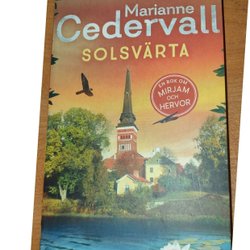 Marianne
Cedervall
SOLSVÄRTA
EN BOK OM
MIRJAM
OCH
HERVOR